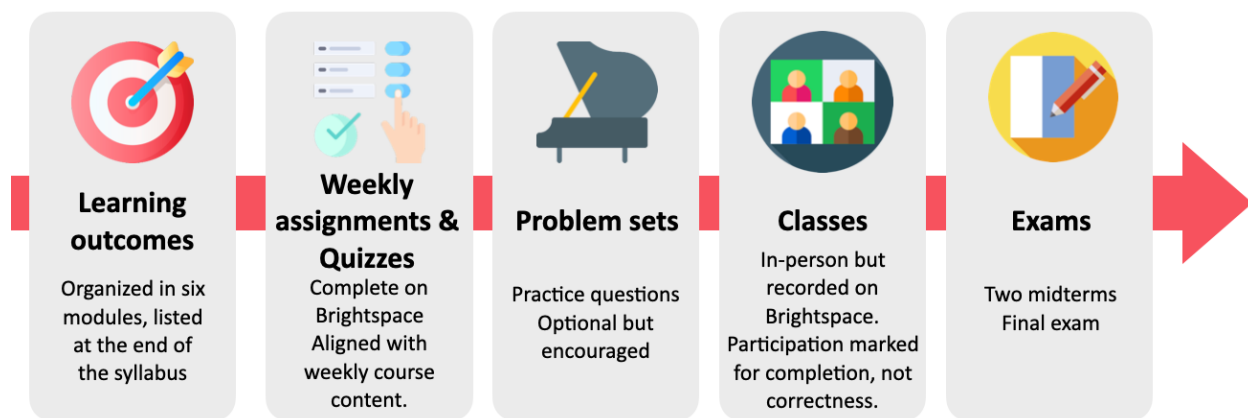 Learning
outcomes
Organized in six
modules, listed
at the end of
the syllabus
Weekly
assignments &
Quizzes
Complete on
Brightspace
Aligned with
weekly course
content.
Problem sets
Practice questions
Optional but
encouraged
Classes
In-person but
recorded on
Brightspace.
Participation marked
for completion, not
correctness.
Exams
Two midterms
Final exam